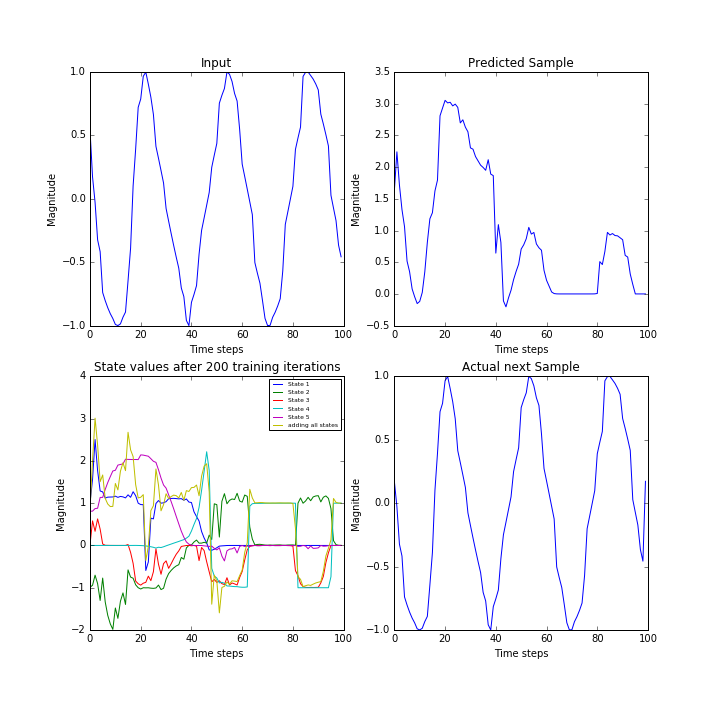 Input
Predicted Sample
1.0
0.5
0.0
−0.5
−1.0
Magnitude
0 20 40 60 80 100
Time steps
3.5
3.0
2.5
2.0
1.5
1.0
0.5
0.0
−0.5
Magnitude
0 20 40 60 80 100
Time steps
State values after 200 training iterations
4
3
2
1
0
−1
−2
Magnitude
State 1
State 2
State 3
State 4
State 5
adding all states
0 20 40 60 80 100
Time steps
Actual next Sample
1.0
0.5
0.0
−0.5
−1.0
Magnitude
0 20 40 60 80 100
Time steps